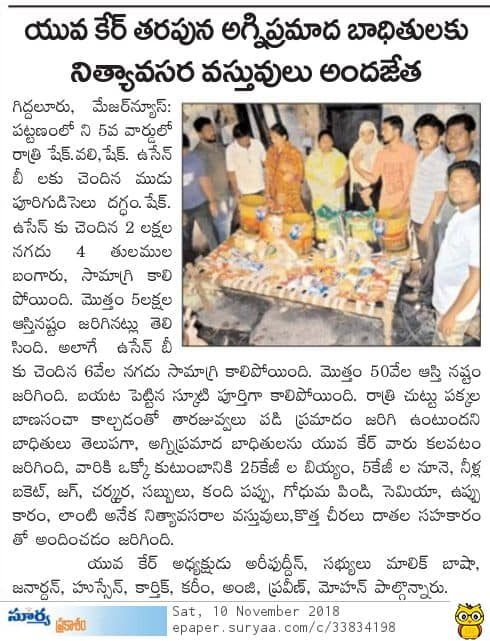 యువ కేర్ తరపున అగ్నిప్రమాద బాధితులకు
నిత్యావసర వస్తువులు అందజేత
గిద్దలూరు, మేజర్‌న్యూస్:
పట్టణంలో ని 5వ వార్డులో
రాత్రి షేక్.వలి,షేక్. ఉసేన్
బీ లకు చెందిన ముడు
పూరిగుడిసెలు దగ్ధం.షేక్.
ఉసేన్ కు చెందిన 2 లక్షల
నగదు 4 తులముల
బంగారు, సామాగ్రి కాలి
పోయింది. మొత్తం 5లక్షల
ఆస్తినష్టం జరిగినట్లు తెలి
సింది. అలాగే ఉసేన్ బీ
కు చెందిన 6వేల నగదు సామాగ్రి కాలిపోయింది. మొత్తం 50వేల ఆస్తి నష్టం
జరిగింది. బయట పెట్టిన స్కూటి పూర్తిగా కాలిపోయింది. రాత్రి చుట్టు పక్కల
బాణసంచా కాల్చడంతో తారజువ్వలు పడి ప్రమాదం జరిగి ఉంటుందని
బాధితులు తెలుపగా, అగ్నిప్రమాద బాధితులను యువ కేర్ వారు కలవటం
జరిగింది, వారికి ఒక్కో కుటుంబానికి 25కేజీ ల బియ్యం, 5కేజీ ల నూనె, నీళ్ల
బకెట్, జగ్, చర్కర, సబ్బులు, కంది పప్పు, గోధుమ పిండి, సెమియా, ఉప్పు
కారం, లాంటి అనేక నిత్యావసరాల వస్తువులు,కొత్త చీరలు దాతల సహకారం
తో అందించడం జరిగింది.
యువ కేర్ అధ్యక్షుడు అరీఫుద్దీన్, సభ్యులు మాలిక్ బాషా,
జనార్దన్, హుస్సేన్, కార్తిక్, కరీం, అంజి, ప్రవీణ్, మోహన్ పాల్గొన్నారు.
సూర్య ప్రకాశం
Sat, 10 November 2018
epaper.suryaa.com/c/33834198